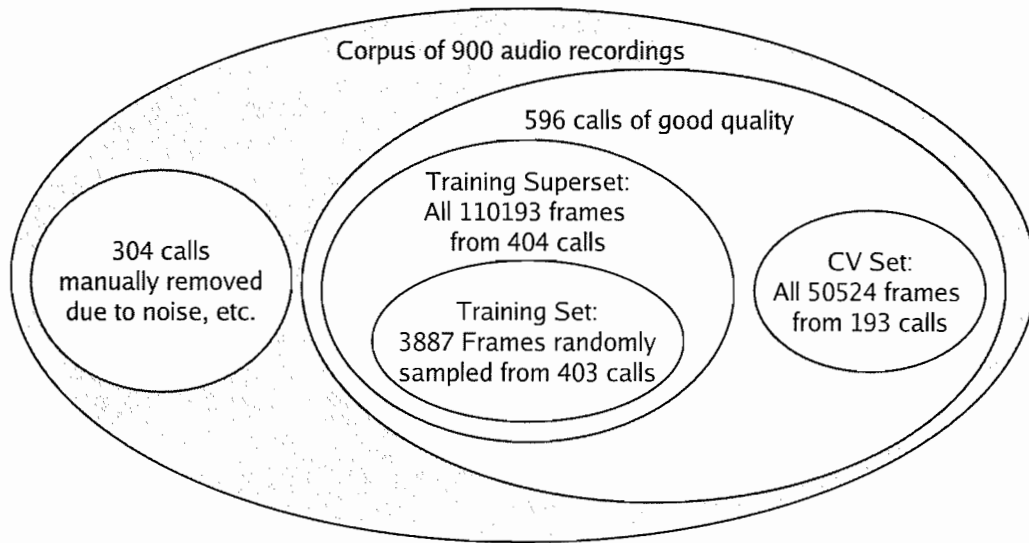 Corpus of 900 audio recordings
596 calls of good quality
Training Superset:
All 110193 frames
from 404 calls
304 calls
manually removed
due to noise, etc.
Training Set:
3887 Frames randomly
sampled from 403 calls
CV Set:
All 50524 frames
from 193 calls